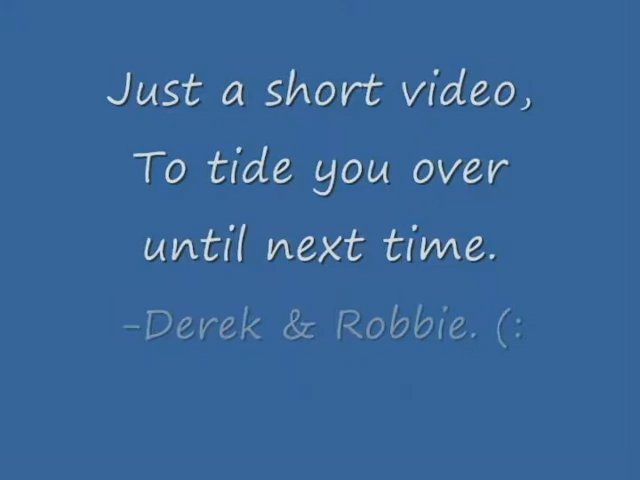 Just a short video,
To tide you over
until next time.
-Derek & Robbie. (: